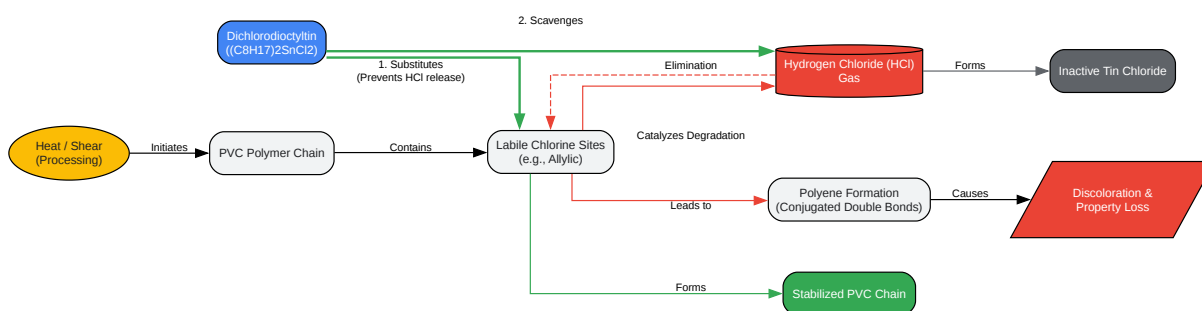 2. Scavenges
Dichlorodioctyltin
((C8H17)2SnCl2)
1. Substitutes
(Prevents HCl release)
Elimination
Hydrogen Chloride (HCl)
Gas
Forms
Inactive Tin Chloride
Catalyzes Degradation
Heat / Shear
(Processing)
Initiates
PVC Polymer Chain
Contains
Labile Chlorine Sites
(e.g., Allylic)
Leads to
Polyene Formation
(Conjugated Double Bonds)
Causes
Discoloration &
Property Loss
Forms
Stabilized PVC Chain